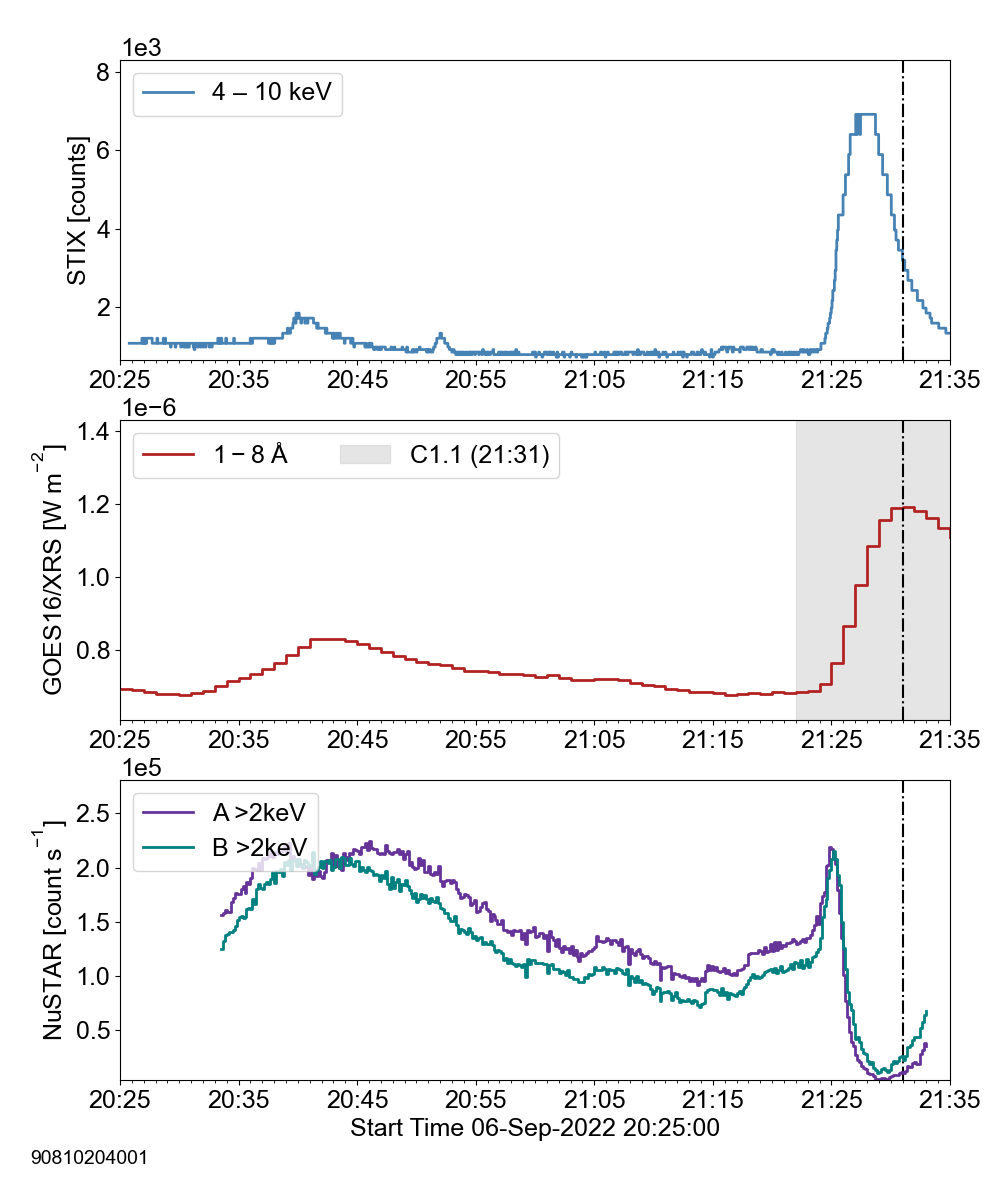 1e3
8
6
4
2
STIX [counts]
4 – 10 keV
20:25 20:35 20:45 20:55 21:05 21:15 21:25 21:35
1e−6
1.4
1.2
1.0
0.8
GOES16/XRS [W m⁻²]
1 – 8 Å C1.1 (21:31)
20:25 20:35 20:45 20:55 21:05 21:15 21:25 21:35
1e5
2.5
2.0
1.5
1.0
0.5
NuSTAR [count s⁻¹]
A >2keV
B >2keV
20:25 20:35 20:45 20:55 21:05 21:15 21:25 21:35
Start Time 06-Sep-2022 20:25:00
90810204001